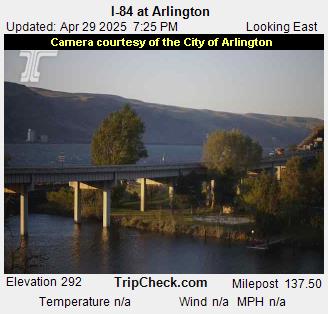 I-84 at Arlington
Updated: Apr 29 2025 7:25 PM Looking East
Camera courtesy of the City of Arlington
Elevation 292 TripCheck.com Milepost 137.50
Temperature n/a Wind n/a MPH n/a